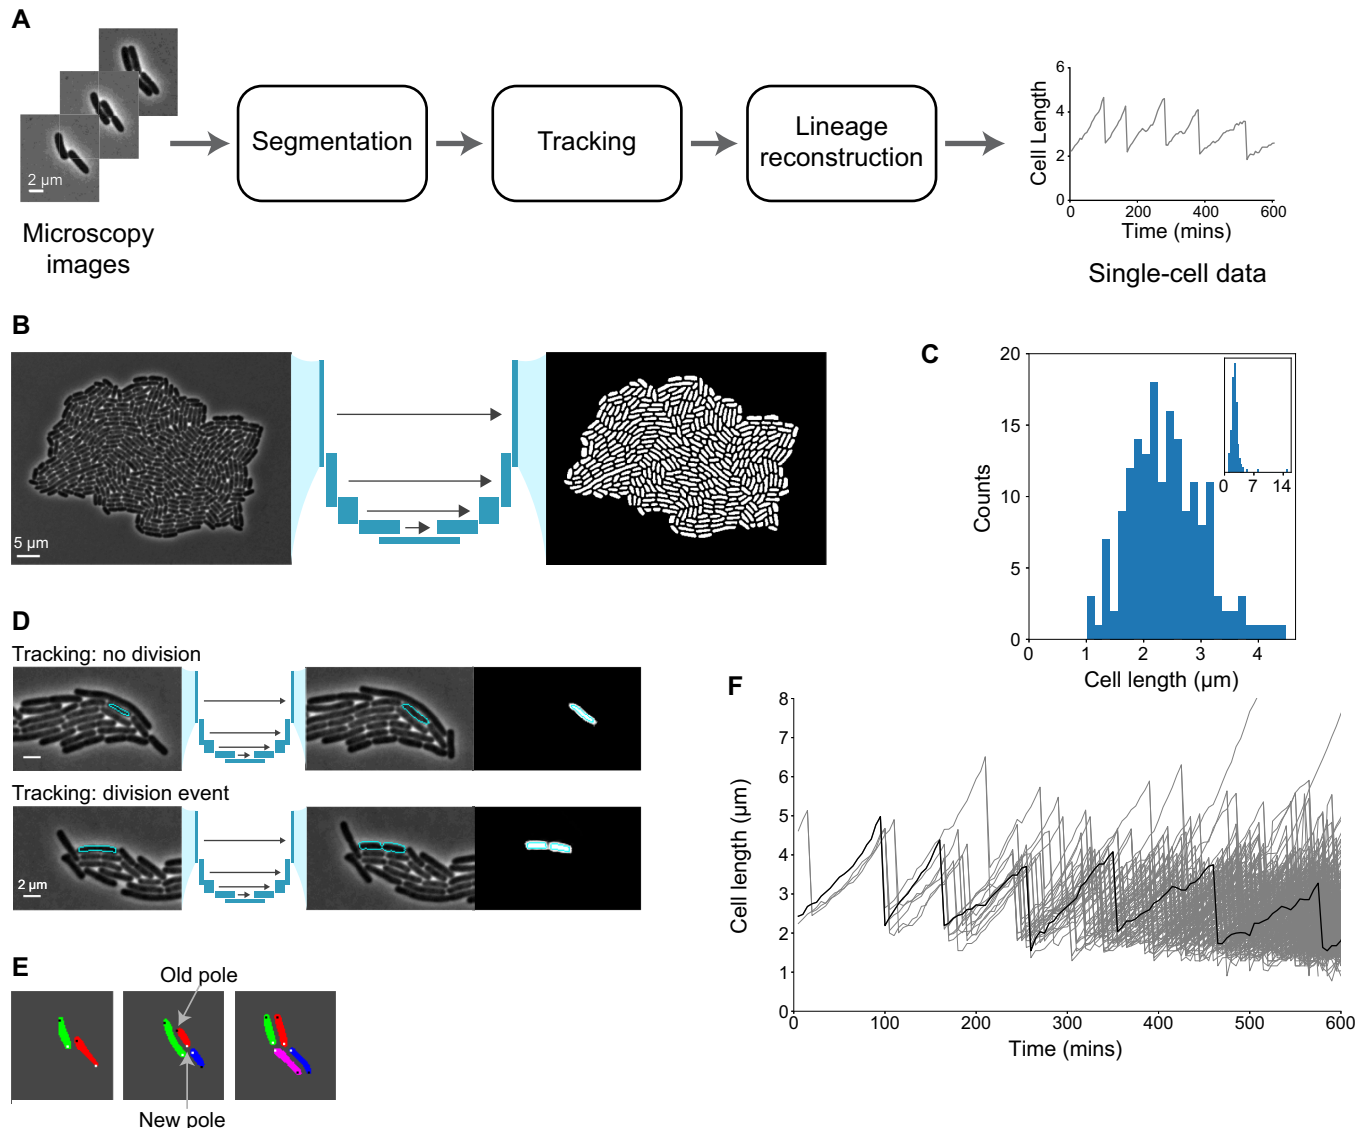 A
2 µm
Microscopy
images
Segmentation
Tracking
Lineage
reconstruction
Cell Length
6
4
2
0
0 200 400 600
Time (mins)
Single-cell data
B
5 µm
C
Counts
20
15
10
5
0
0 1 2 3 4
Cell length (µm)
0 7 14
D
Tracking: no division
Tracking: division event
2 µm
E
Old pole
New pole
F
Cell length (µm)
8
7
6
5
4
3
2
1
0
0 100 200 300 400 500 600
Time (mins)